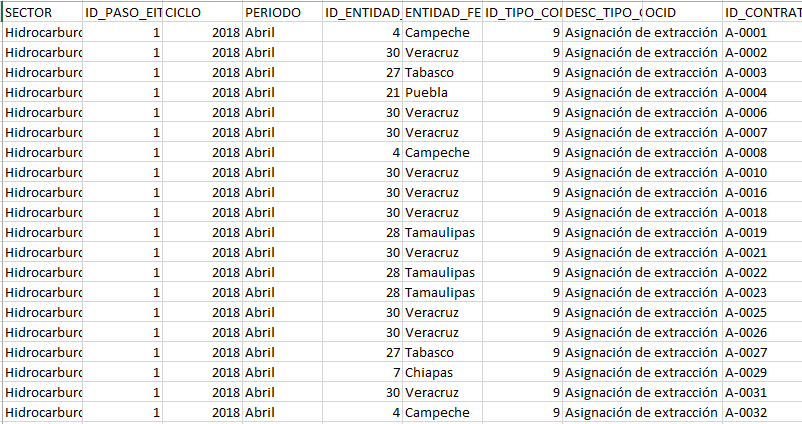 SECTOR ID_PASO_EIT CICLO PERIODO ID_ENTIDAD_ ENTIDAD_FE ID_TIPO_CON DESC_TIPO_C OCID ID_CONTRAT
Hidrocarburo 1 2018 Abril 4 Campeche 9 Asignación de extracción A-0001
Hidrocarburo 1 2018 Abril 30 Veracruz 9 Asignación de extracción A-0002
Hidrocarburo 1 2018 Abril 27 Tabasco 9 Asignación de extracción A-0003
Hidrocarburo 1 2018 Abril 21 Puebla 9 Asignación de extracción A-0004
Hidrocarburo 1 2018 Abril 30 Veracruz 9 Asignación de extracción A-0006
Hidrocarburo 1 2018 Abril 30 Veracruz 9 Asignación de extracción A-0007
Hidrocarburo 1 2018 Abril 4 Campeche 9 Asignación de extracción A-0008
Hidrocarburo 1 2018 Abril 30 Veracruz 9 Asignación de extracción A-0010
Hidrocarburo 1 2018 Abril 30 Veracruz 9 Asignación de extracción A-0016
Hidrocarburo 1 2018 Abril 30 Veracruz 9 Asignación de extracción A-0018
Hidrocarburo 1 2018 Abril 28 Tamaulipas 9 Asignación de extracción A-0019
Hidrocarburo 1 2018 Abril 30 Veracruz 9 Asignación de extracción A-0021
Hidrocarburo 1 2018 Abril 28 Tamaulipas 9 Asignación de extracción A-0022
Hidrocarburo 1 2018 Abril 28 Tamaulipas 9 Asignación de extracción A-0023
Hidrocarburo 1 2018 Abril 30 Veracruz 9 Asignación de extracción A-0025
Hidrocarburo 1 2018 Abril 30 Veracruz 9 Asignación de extracción A-0026
Hidrocarburo 1 2018 Abril 27 Tabasco 9 Asignación de extracción A-0027
Hidrocarburo 1 2018 Abril 7 Chiapas 9 Asignación de extracción A-0029
Hidrocarburo 1 2018 Abril 30 Veracruz 9 Asignación de extracción A-0031
Hidrocarburo 1 2018 Abril 4 Campeche 9 Asignación de extracción A-0032